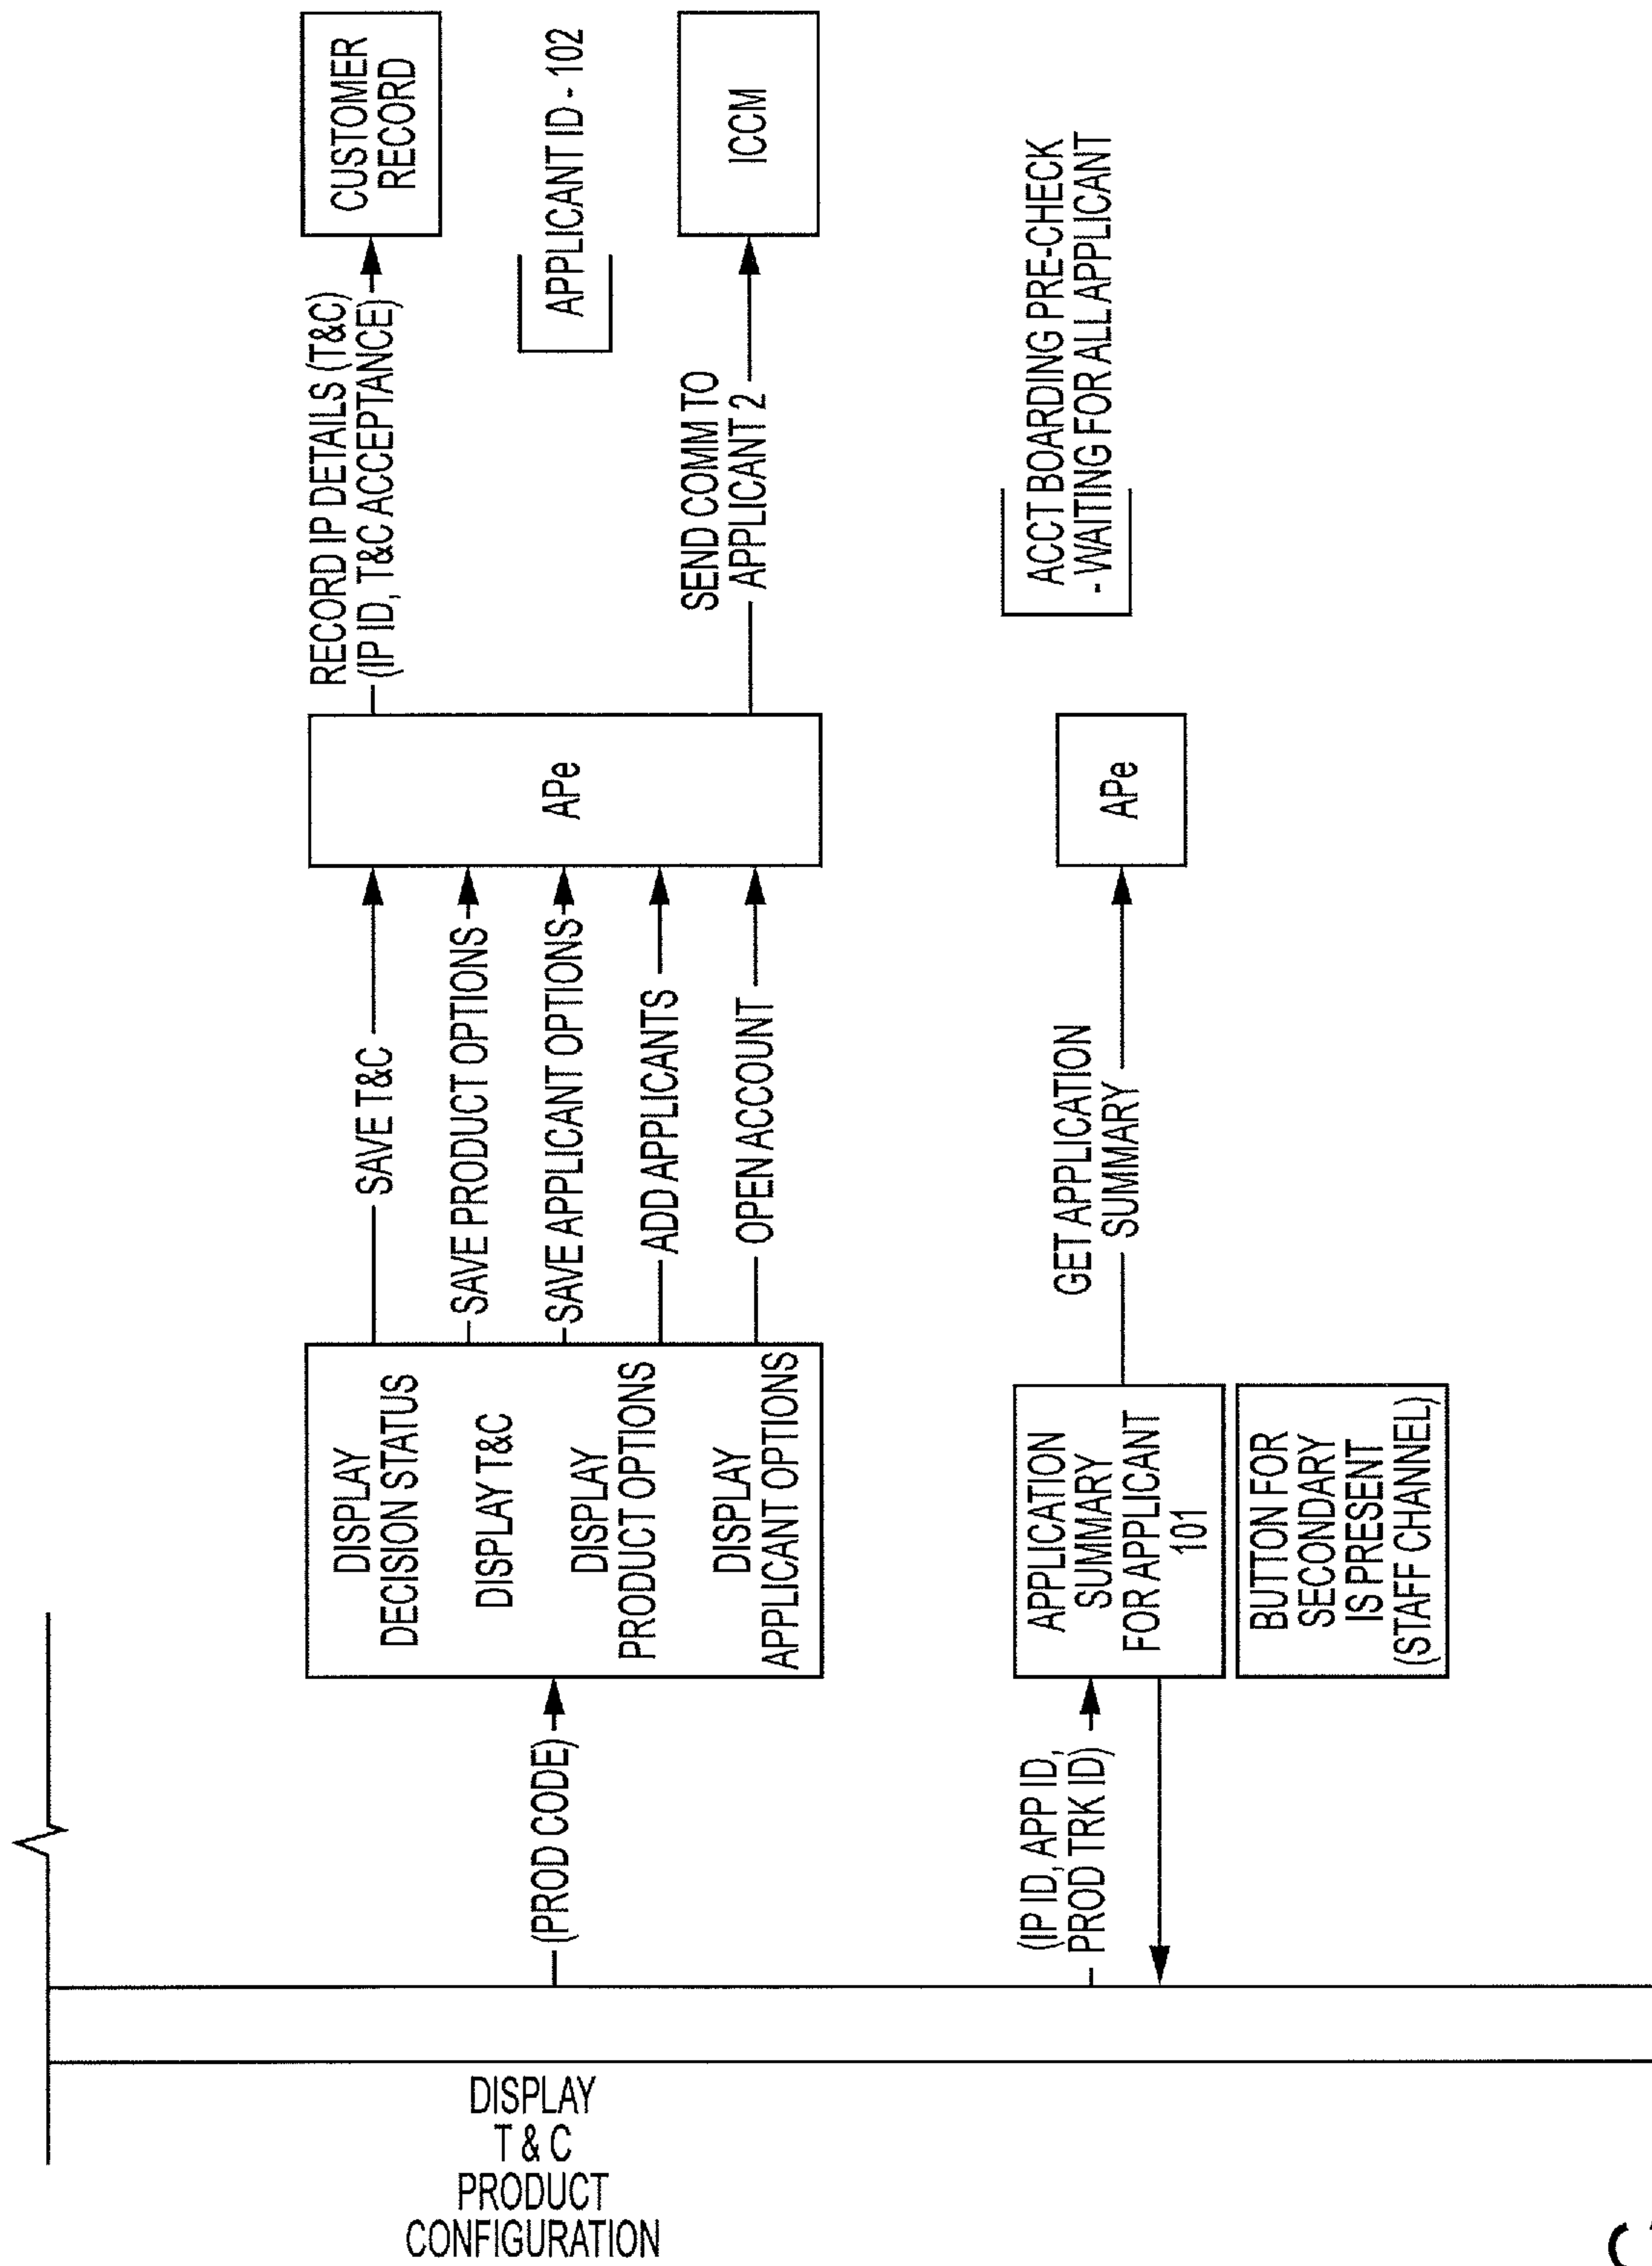 DISPLAY
T & C
PRODUCT
CONFIGURATION
(PROD CODE)
DISPLAY
DECISION STATUS
DISPLAY T&C
DISPLAY
PRODUCT OPTIONS
DISPLAY
APPLICANT OPTIONS
SAVE T&C
SAVE PRODUCT OPTIONS
SAVE APPLICANT OPTIONS
ADD APPLICANTS
OPEN ACCOUNT
APe
RECORD IP DETAILS (T&C)
(IP ID, T&C ACCEPTANCE)
CUSTOMER
RECORD
APPLICANT ID - 102
SEND COMM TO
APPLICANT 2
ICCM
(IP ID, APP ID,
PROD TRK ID)
APPLICATION
SUMMARY
FOR APPLICANT
101
BUTTON FOR
SECONDARY
IS PRESENT
(STAFF CHANNEL)
GET APPLICATION
SUMMARY
APe
ACCT BOARDING PRE-CHECK
- WAITING FOR ALL APPLICANT